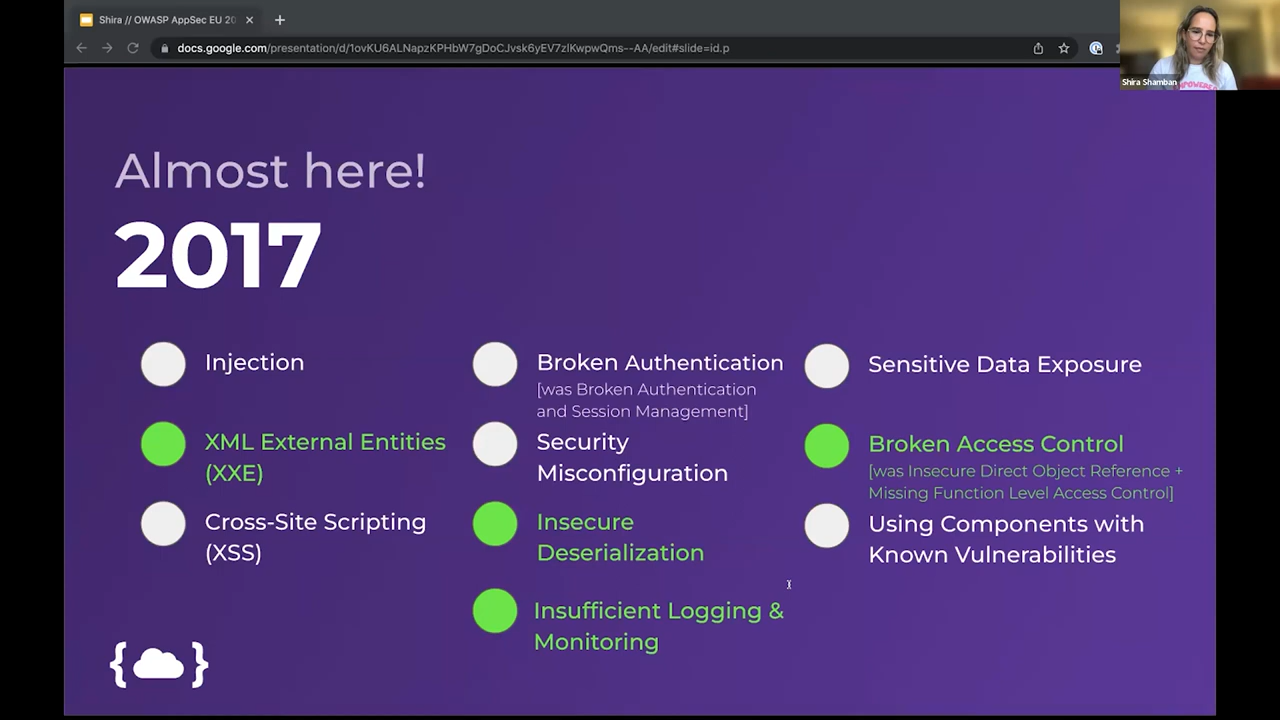 Shira // OWASP AppSec EU 20
docs.google.com/presentation/d/1ovKU6ALNapzKPHbW7gDoCJvsk6yEV7zIKwpwQms--AA/edit#slide=id.p
Shira Shamban
Almost here!
2017
Injection
Broken Authentication
[was Broken Authentication
and Session Management]
Sensitive Data Exposure
XML External Entities
(XXE)
Security
Misconfiguration
Broken Access Control
[was Insecure Direct Object Reference +
Missing Function Level Access Control]
Cross-Site Scripting
(XSS)
Insecure
Deserialization
Using Components with
Known Vulnerabilities
Insufficient Logging &
Monitoring